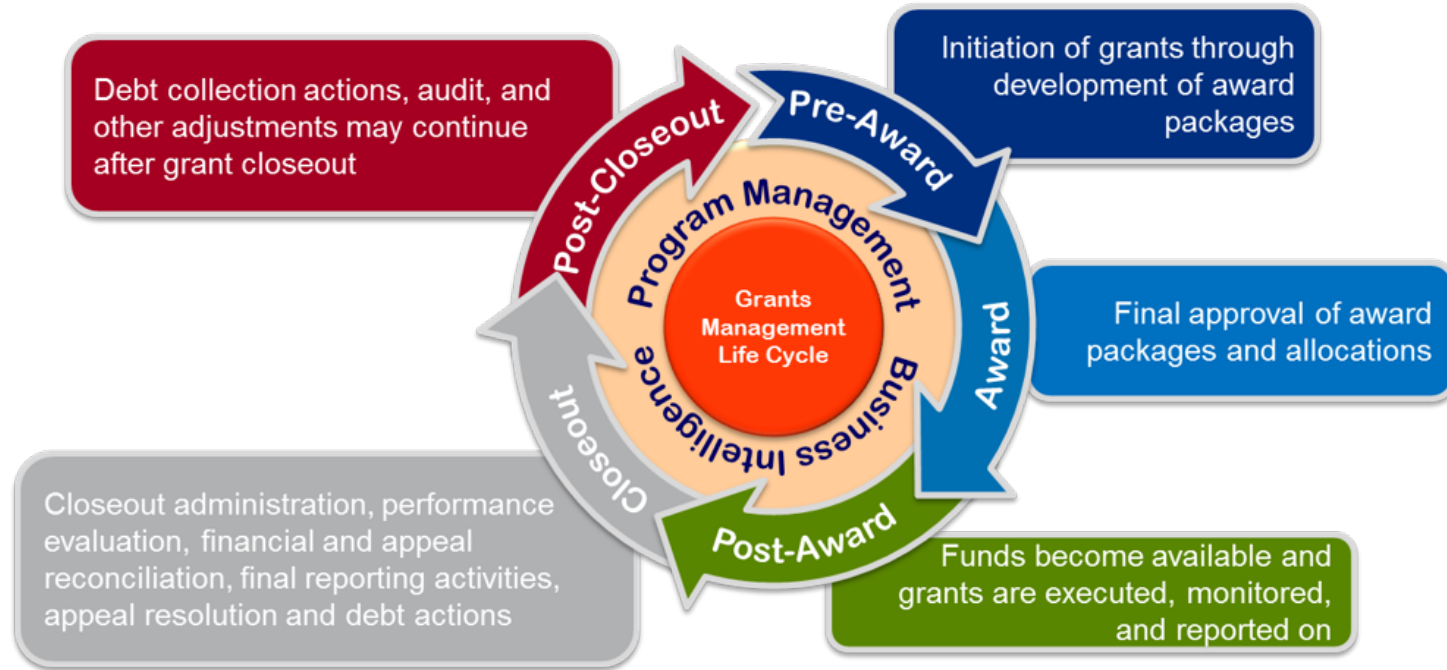 Debt collection actions, audit, and
other adjustments may continue
after grant closeout
Initiation of grants through
development of award
packages
Post-Closeout
Pre-Award
Program Management
Grants
Management
Life Cycle
Award
Final approval of award
packages and allocations
Business Intelligence
Closeout
Post-Award
Closeout administration, performance
evaluation, financial and appeal
reconciliation, final reporting activities,
appeal resolution and debt actions
Funds become available and
grants are executed, monitored,
and reported on